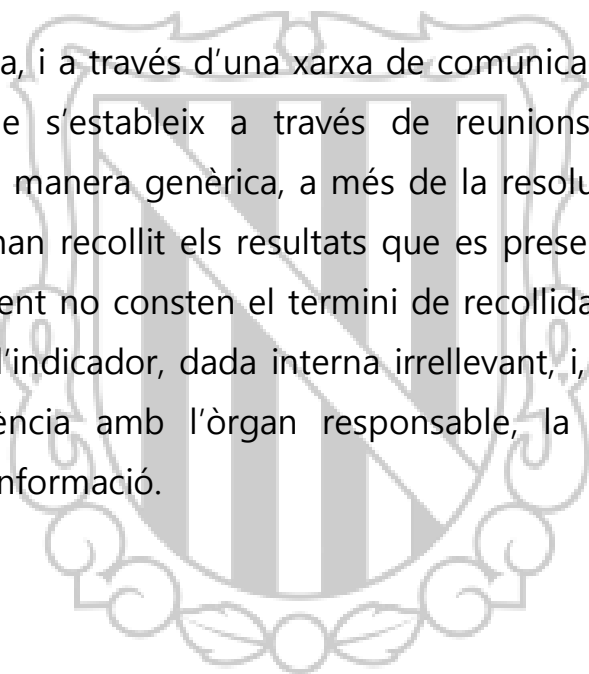 a, i a través d’una xarxa de comunica
e s’estableix a través de reunions
manera genèrica, a més de la resolu
han recollit els resultats que es prese
ent no consten el termini de recollida
l’indicador, dada interna irrellevant, i,
ència amb l’òrgan responsable, la
nformació.